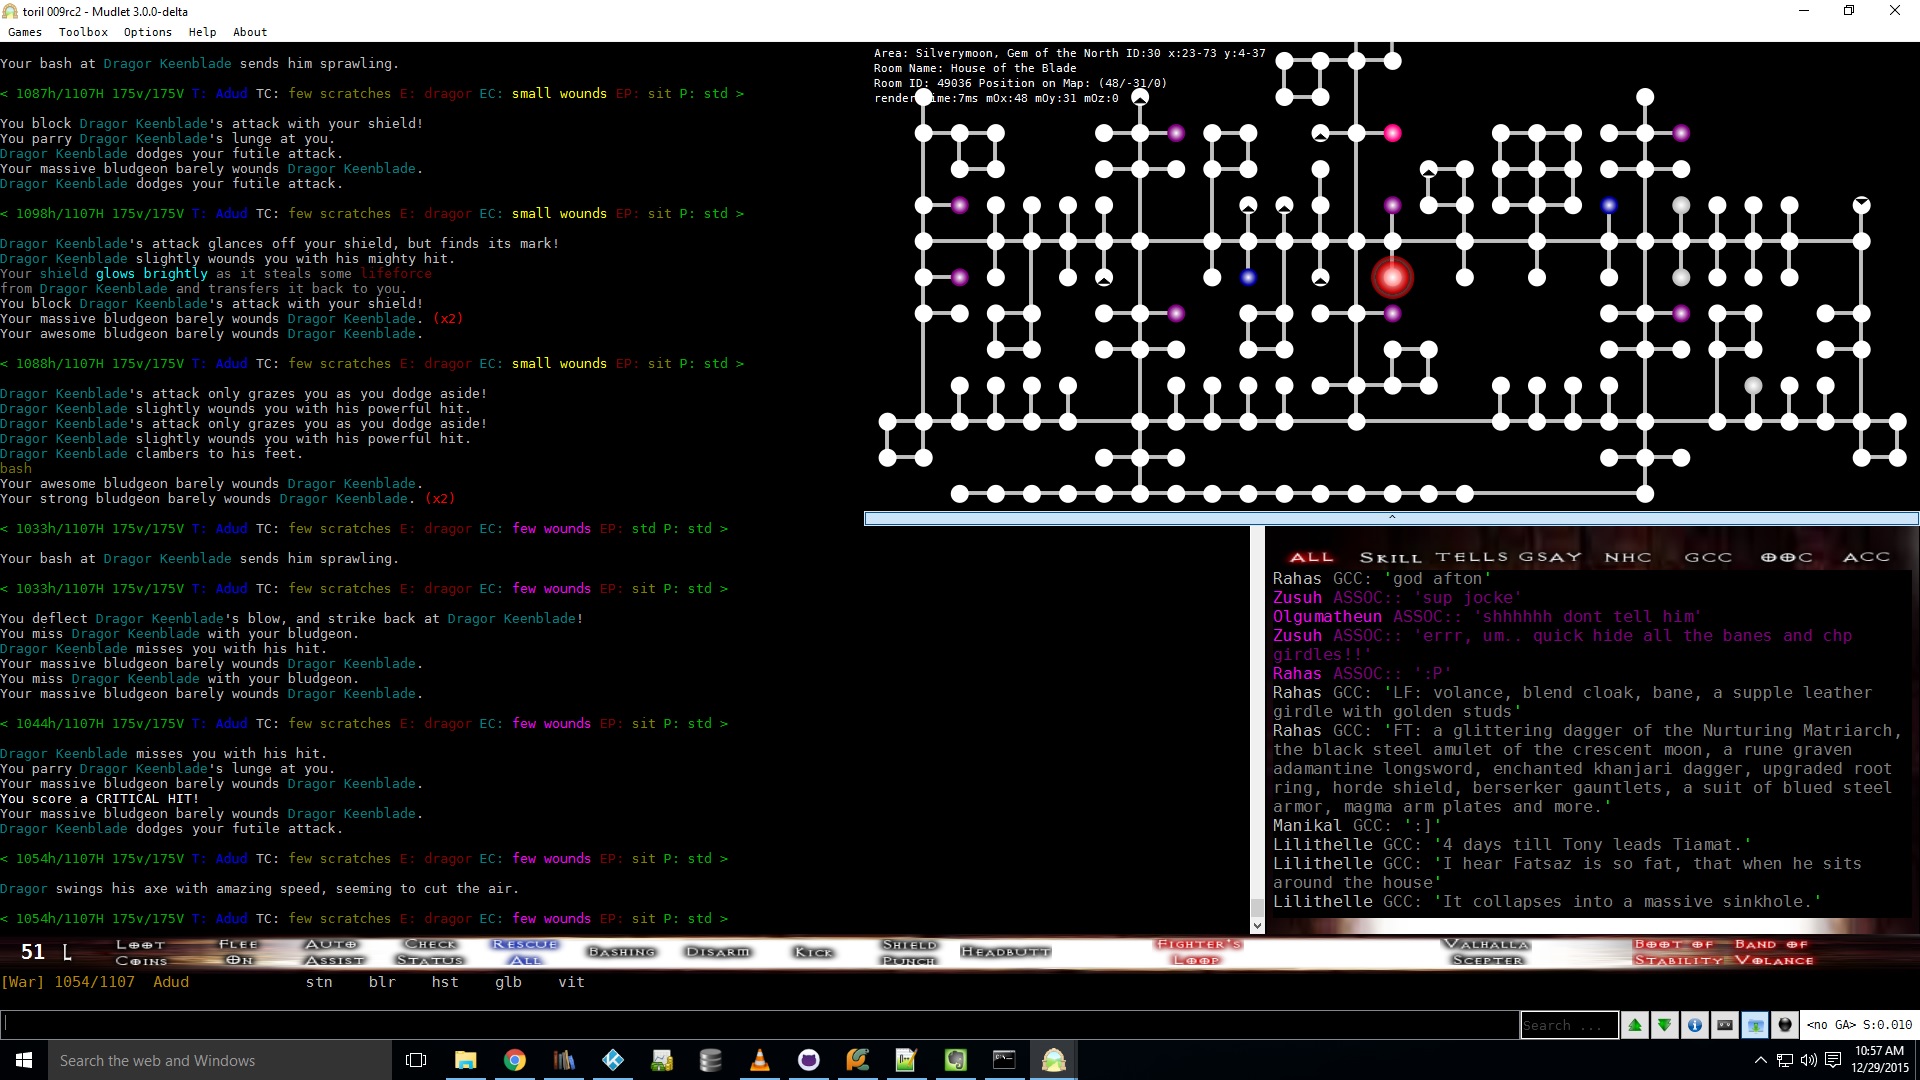 toril 009rc2 - Mudlet 3.0.0-delta
Games Toolbox Options Help About
Your bash at Dragor Keenblade sends him sprawling.
< 1087h/1107H 175v/175V T: Adud TC: few scratches E: dragor EC: small wounds EP: sit P: std >
You block Dragor Keenblade's attack with your shield!
You parry Dragor Keenblade's lunge at you.
Dragor Keenblade dodges your futile attack.
Your massive bludgeon barely wounds Dragor Keenblade.
Dragor Keenblade dodges your futile attack.
< 1098h/1107H 175v/175V T: Adud TC: few scratches E: dragor EC: small wounds EP: sit P: std >
Dragor Keenblade's attack glances off your shield, but finds its mark!
Dragor Keenblade slightly wounds you with his mighty hit.
Your shield glows brightly as it steals some lifeforce
from Dragor Keenblade and transfers it back to you.
You block Dragor Keenblade's attack with your shield!
Your massive bludgeon barely wounds Dragor Keenblade. (x2)
Your awesome bludgeon barely wounds Dragor Keenblade.
< 1088h/1107H 175v/175V T: Adud TC: few scratches E: dragor EC: small wounds EP: sit P: std >
Dragor Keenblade's attack only grazes you as you dodge aside!
Dragor Keenblade slightly wounds you with his powerful hit.
Dragor Keenblade's attack only grazes you as you dodge aside!
Dragor Keenblade slightly wounds you with his powerful hit.
Dragor Keenblade clambers to his feet.
bash
Your awesome bludgeon barely wounds Dragor Keenblade.
Your strong bludgeon barely wounds Dragor Keenblade. (x2)
< 1033h/1107H 175v/175V T: Adud TC: few scratches E: dragor EC: few wounds EP: std P: std >
Your bash at Dragor Keenblade sends him sprawling.
< 1033h/1107H 175v/175V T: Adud TC: few scratches E: dragor EC: few wounds EP: sit P: std >
You deflect Dragor Keenblade's blow, and strike back at Dragor Keenblade!
You miss Dragor Keenblade with your bludgeon.
Dragor Keenblade misses you with his hit.
Your massive bludgeon barely wounds Dragor Keenblade.
You miss Dragor Keenblade with your bludgeon.
Your massive bludgeon barely wounds Dragor Keenblade.
< 1044h/1107H 175v/175V T: Adud TC: few scratches E: dragor EC: few wounds EP: sit P: std >
Dragor Keenblade misses you with his hit.
You parry Dragor Keenblade's lunge at you.
Your massive bludgeon barely wounds Dragor Keenblade.
You score a CRITICAL HIT!
Your massive bludgeon barely wounds Dragor Keenblade.
Dragor Keenblade dodges your futile attack.
< 1054h/1107H 175v/175V T: Adud TC: few scratches E: dragor EC: few wounds EP: sit P: std >
Dragor swings his axe with amazing speed, seeming to cut the air.
< 1054h/1107H 175v/175V T: Adud TC: few scratches E: dragor EC: few wounds EP: sit P: std >
Area: Silverymoon, Gem of the North ID:30 x:23-73 y:4-37
Room Name: House of the Blade
Room ID: 49036 Position on Map: (48/-31/0)
mOx:48 mOy:31 mOz:0
ALL SKILL TELLS GSAY NHC GCC OOC ACC
Rahas GCC: 'god afton'
Zusuh ASSOC:: 'sup jocke'
Olgumatheun ASSOC:: 'shhhhhh dont tell him'
Zusuh ASSOC:: 'errr, um.. quick hide all the banes and chp
girdles!!'
Rahas ASSOC:: ':P'
Rahas GCC: 'LF: volance, blend cloak, bane, a supple leather
girdle with golden studs'
Rahas GCC: 'FT: a glittering dagger of the Nurturing Matriarch,
the black steel amulet of the crescent moon, a rune graven
adamantine longsword, enchanted khanjari dagger, upgraded root
ring, horde shield, berserker gauntlets, a suit of blued steel
armor, magma arm plates and more.'
Manikal GCC: ':]'
Lilithelle GCC: '4 days till Tony leads Tiamat.'
Lilithelle GCC: 'I hear Fatsaz is so fat, that when he sits
around the house'
Lilithelle GCC: 'It collapses into a massive sinkhole.'
51 L
LOOT COINS
FLEE ON
AUTO ASSIST
CHECK STATUS
RESCUE ALL
BASHING
DISARM
KICK
SHIELD PUNCH
HEADBUTT
FIGHTER'S LOOP
VALHALLA SCEPTER
BOOT OF STABILITY
BAND OF VOLANCE
[War] 1054/1107 Adud stn blr hst glb vit
Search ...
<no GA> S:0.010
Search the web and Windows
10:57 AM
12/29/2015